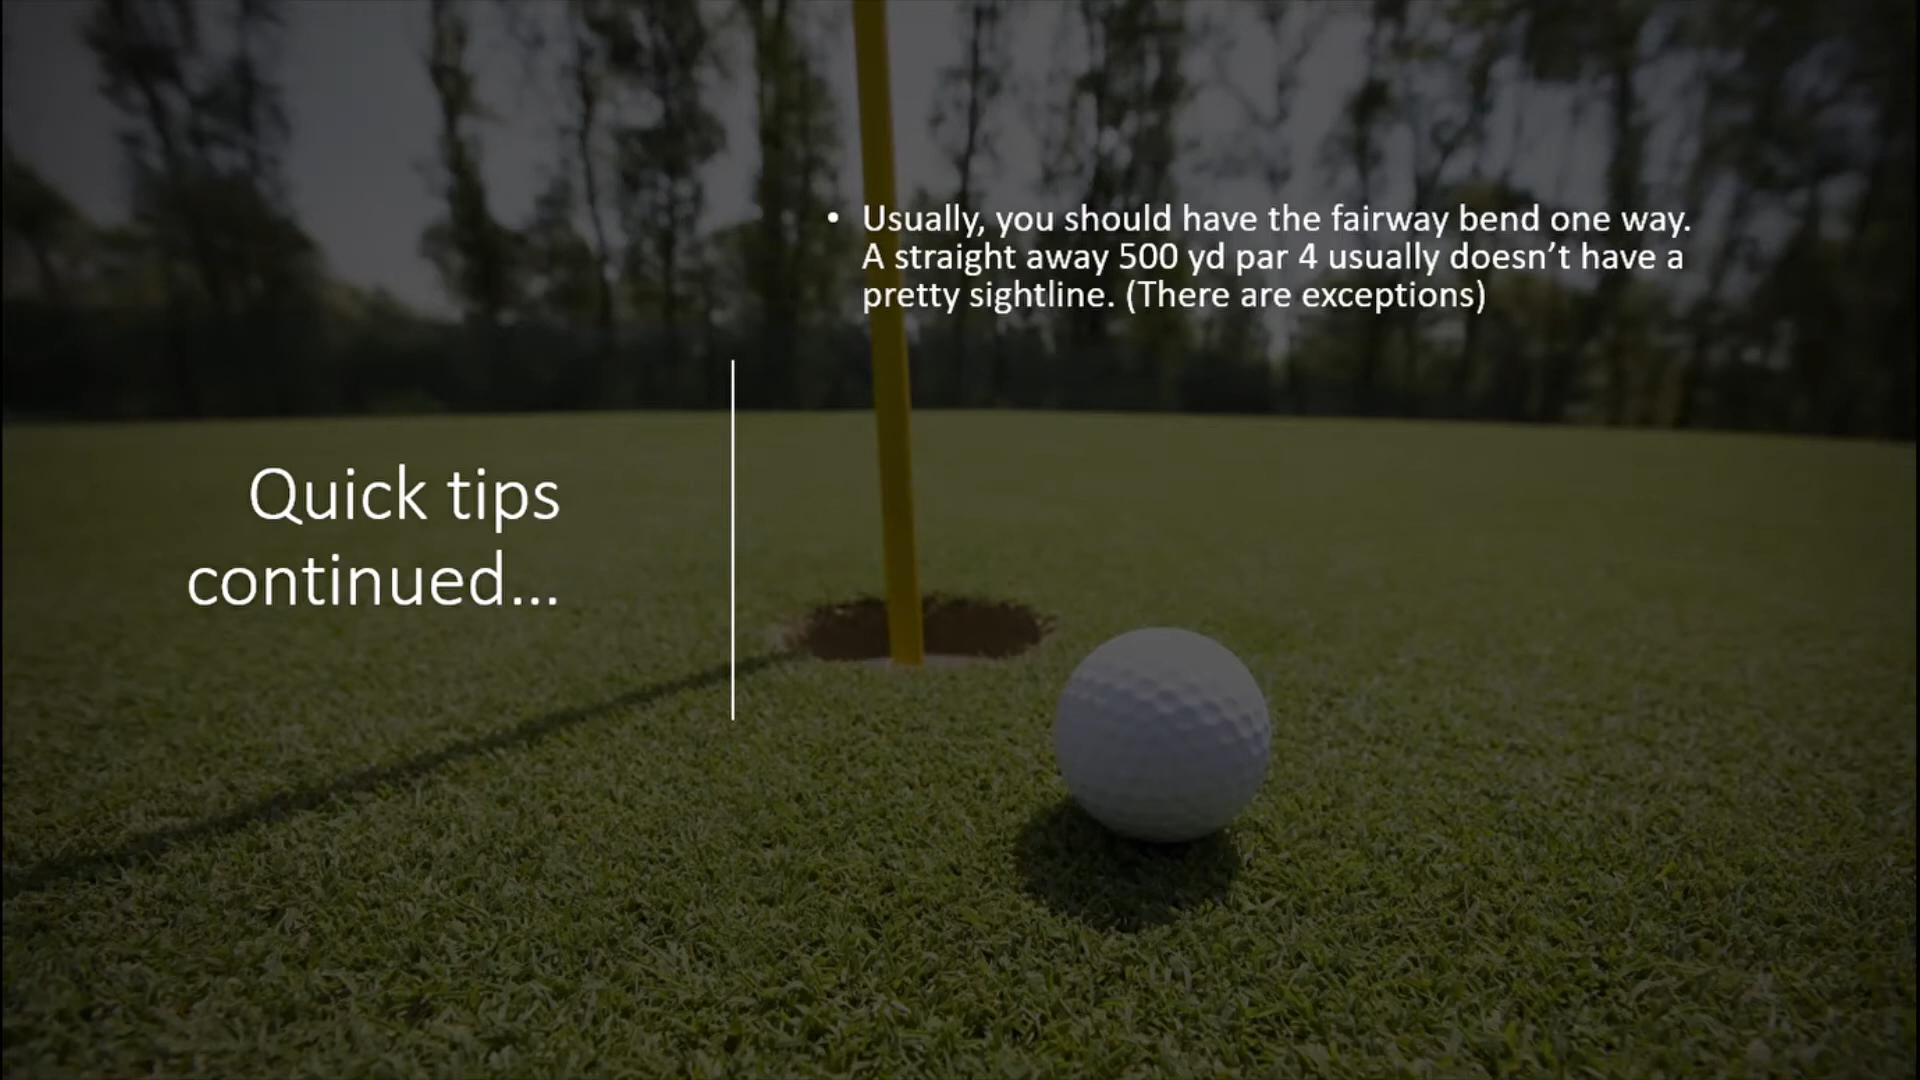 Quick tips
continued...
• Usually, you should have the fairway bend one way.
A straight away 500 yd par 4 usually doesn’t have a
pretty sightline. (There are exceptions)